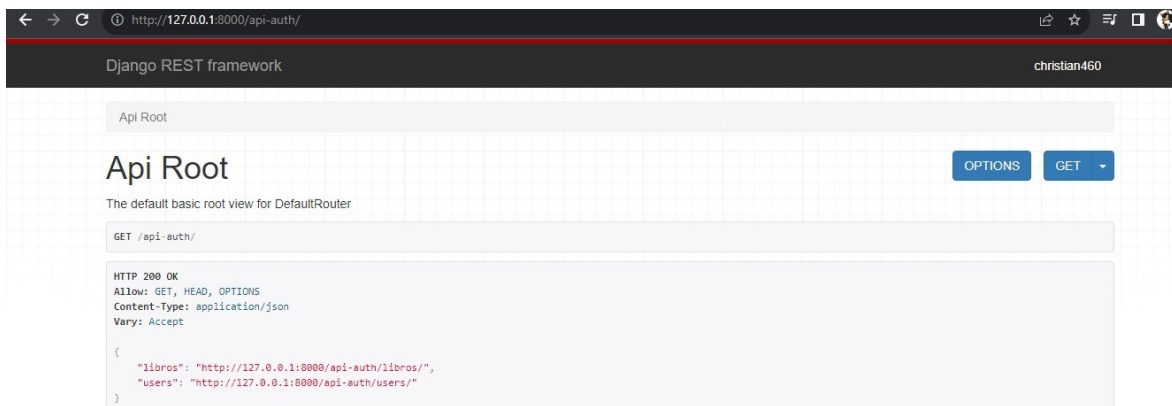 http://127.0.0.1:8000/api-auth/
Django REST framework
christian460
Api Root
Api Root
OPTIONS
GET
The default basic root view for DefaultRouter
GET /api-auth/
HTTP 200 OK
Allow: GET, HEAD, OPTIONS
Content-Type: application/json
Vary: Accept
{
"libros": "http://127.0.0.1:8000/api-auth/libros/",
"users": "http://127.0.0.1:8000/api-auth/users/"
}